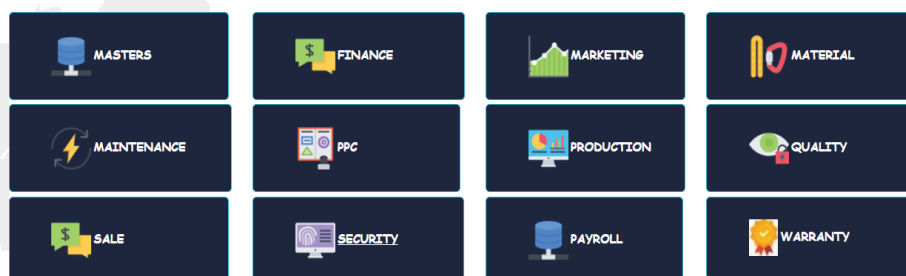 MASTERS
FINANCE
MARKETING
MATERIAL
MAINTENANCE
PPC
PRODUCTION
QUALITY
SALE
SECURITY
PAYROLL
WARRANTY